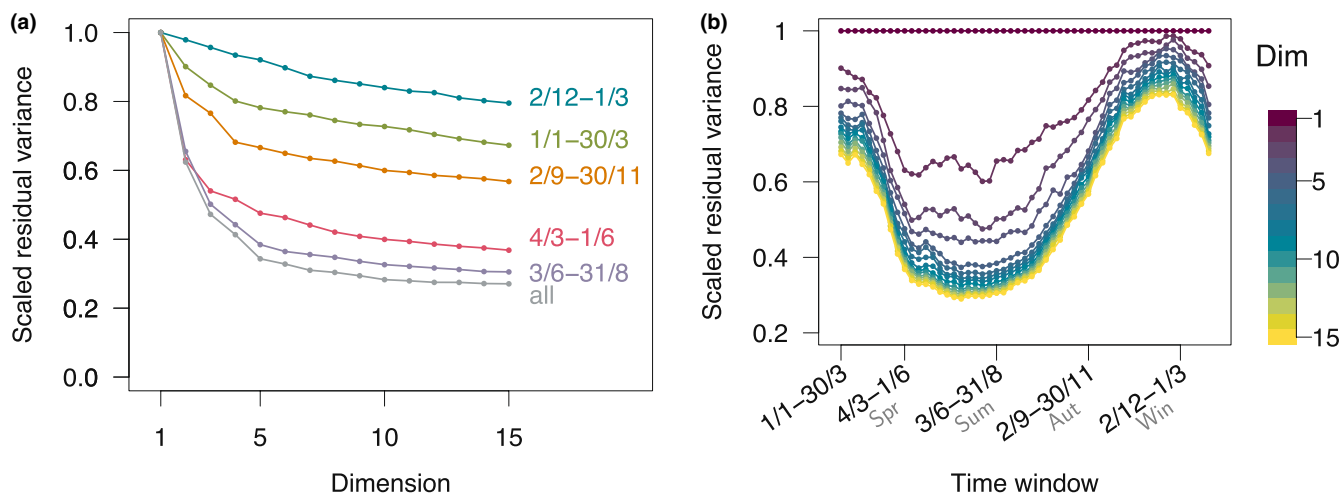 (a)
Scaled residual variance
1.0
0.8
0.6
0.4
0.2
0.0
2/12–1/3
1/1–30/3
2/9–30/11
4/3–1/6
3/6–31/8
all
1
5
10
15
Dimension
(b)
Scaled residual variance
1
0.8
0.6
0.4
0.2
1/1–30/3
4/3–1/6
Spr
3/6–31/8
Sum
2/9–30/11
Aut
2/12–1/3
Win
Time window
Dim
1
5
10
15